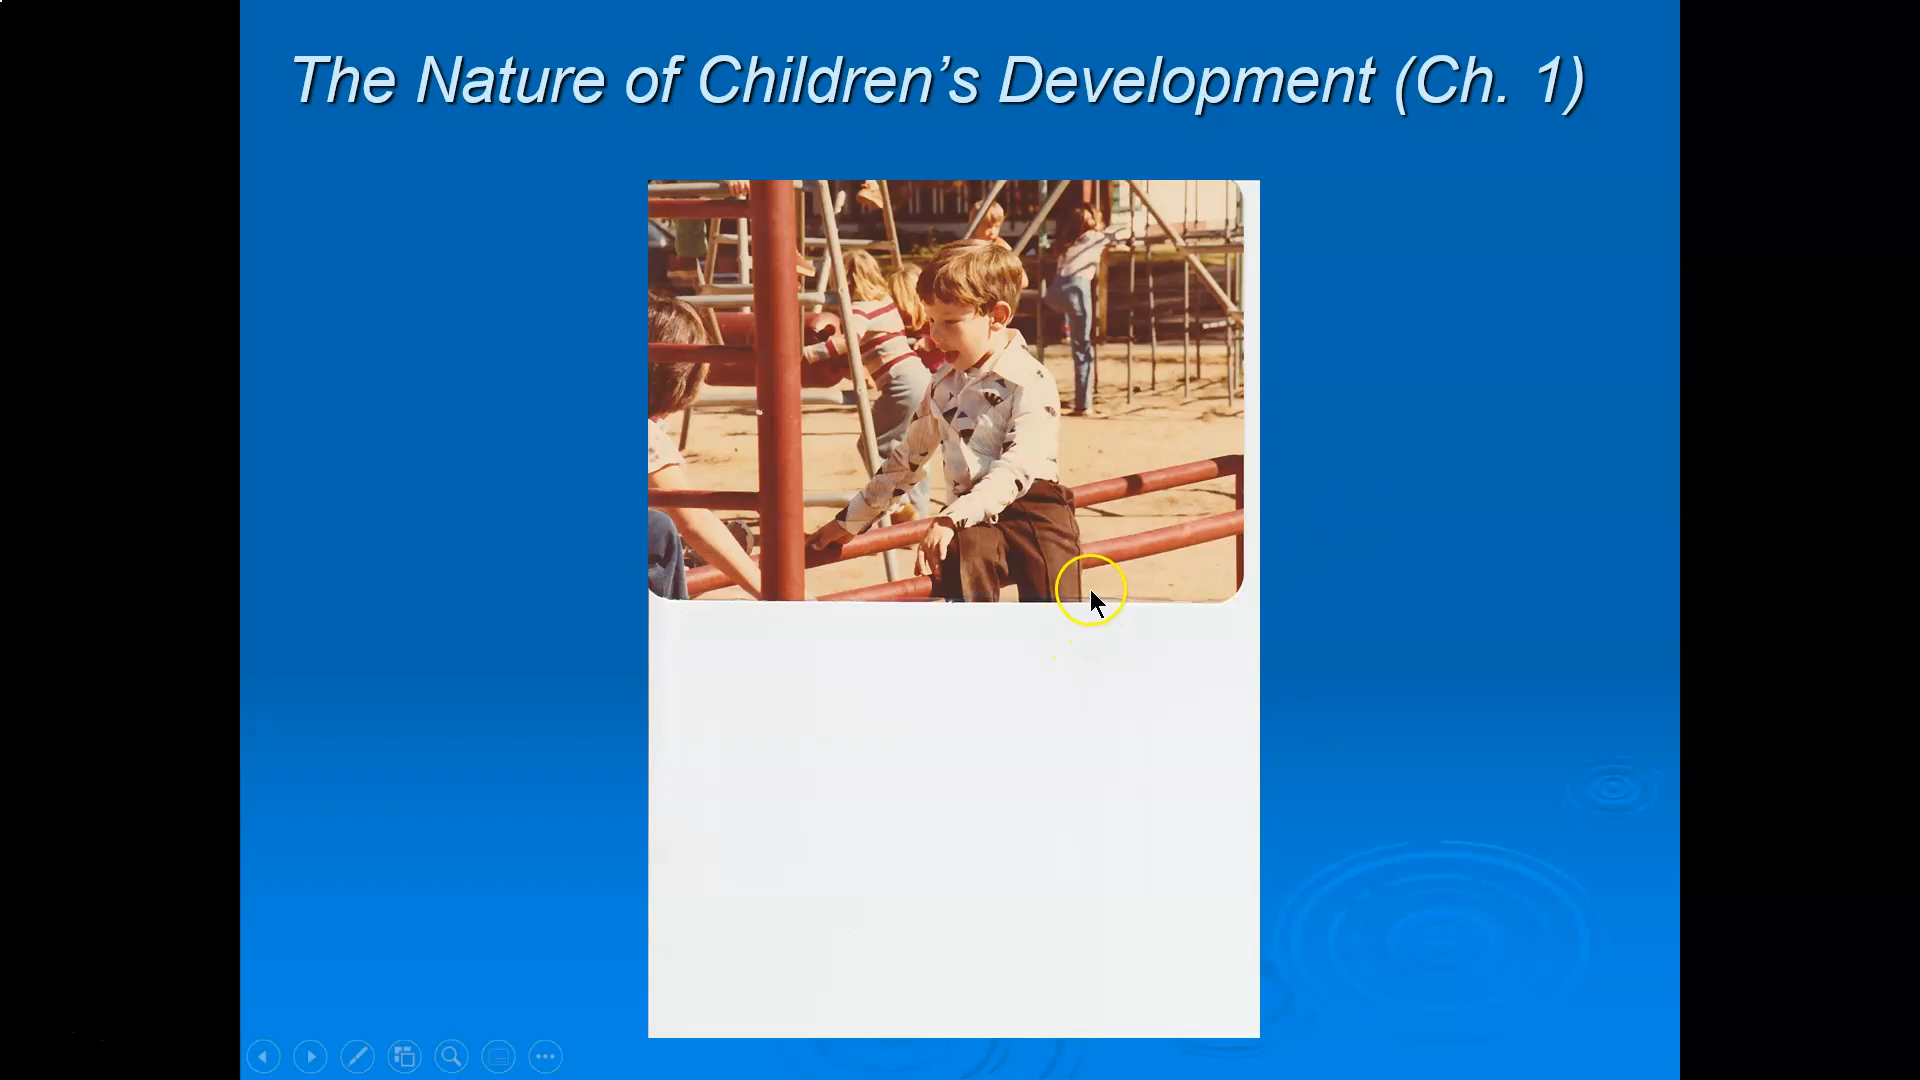 The Nature of Children’s Development (Ch. 1)